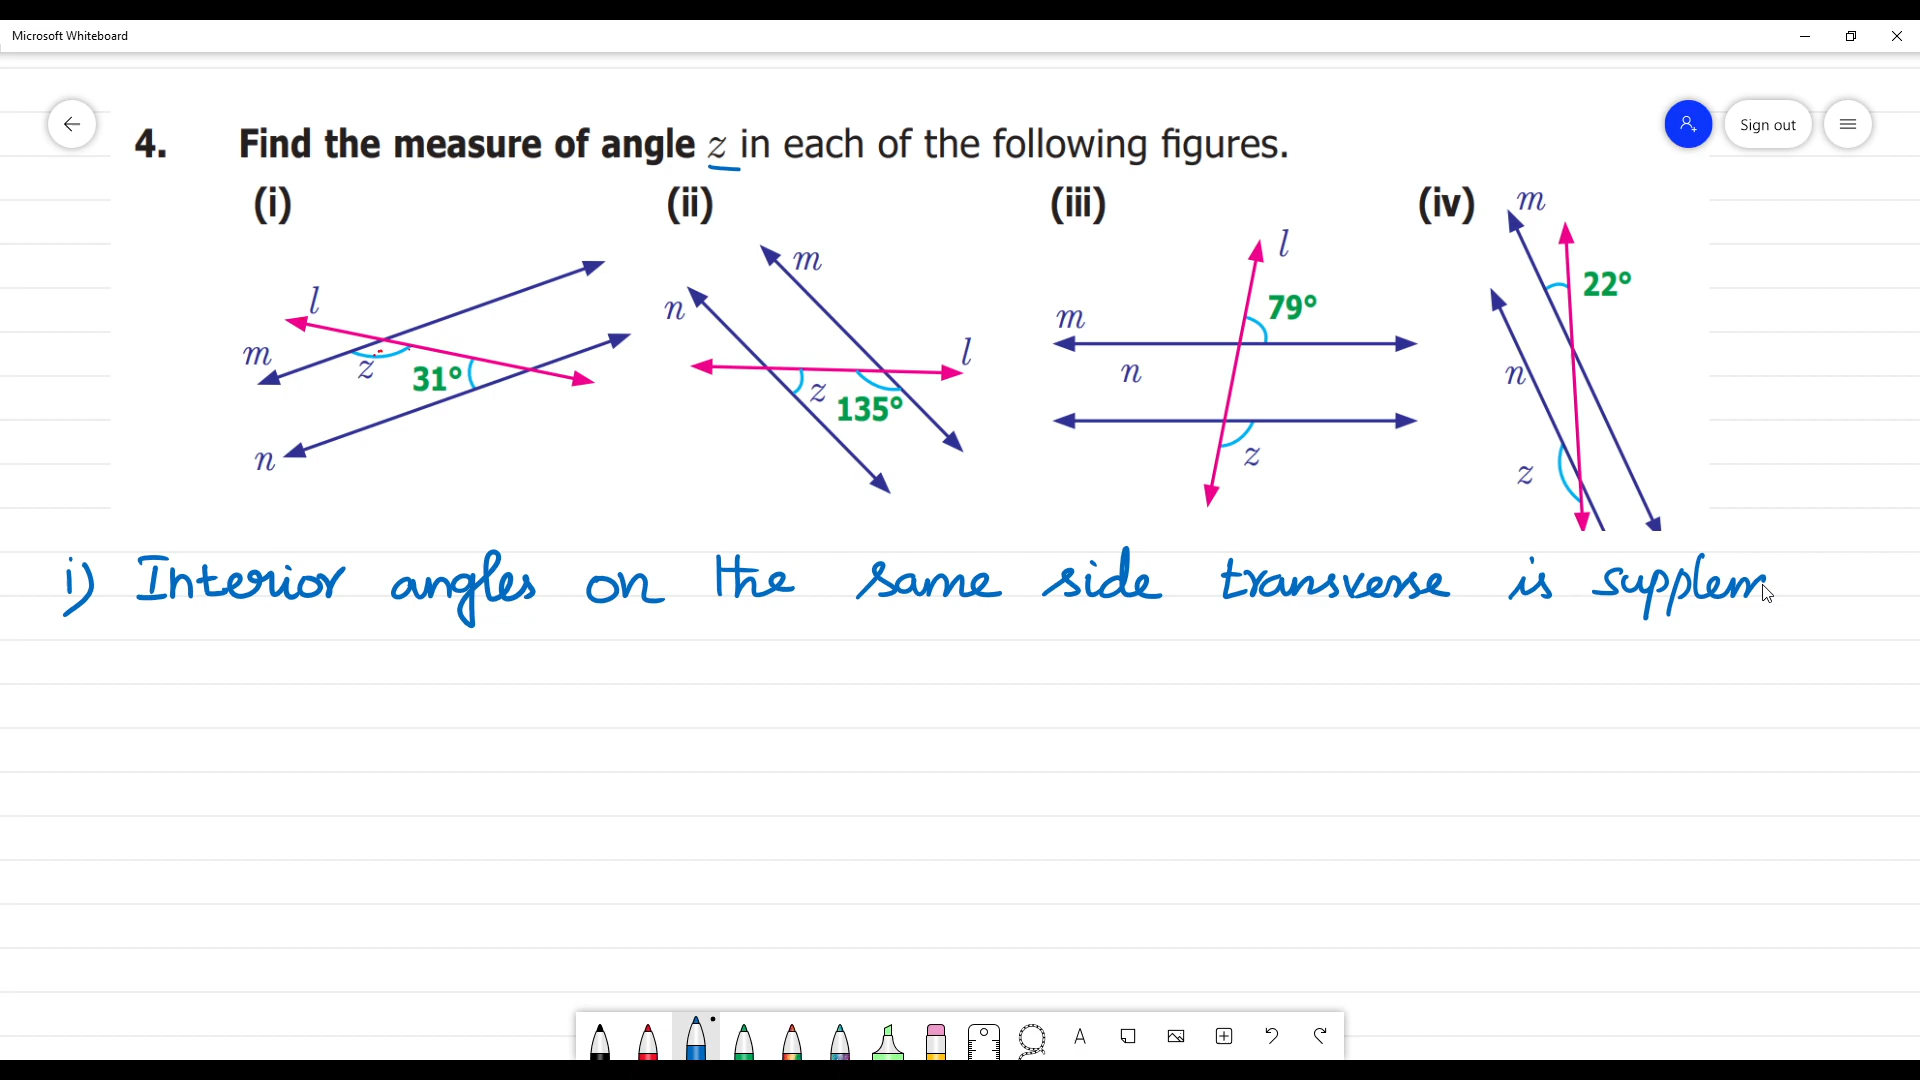 Microsoft Whiteboard
Sign out
4. Find the measure of angle z in each of the following figures.
(i) (ii) (iii) (iv)
l m z 31° n
m n l z 135°
l 79° m n z
m 22° n z
i) Interior angles on the same side transverse is supplem
A